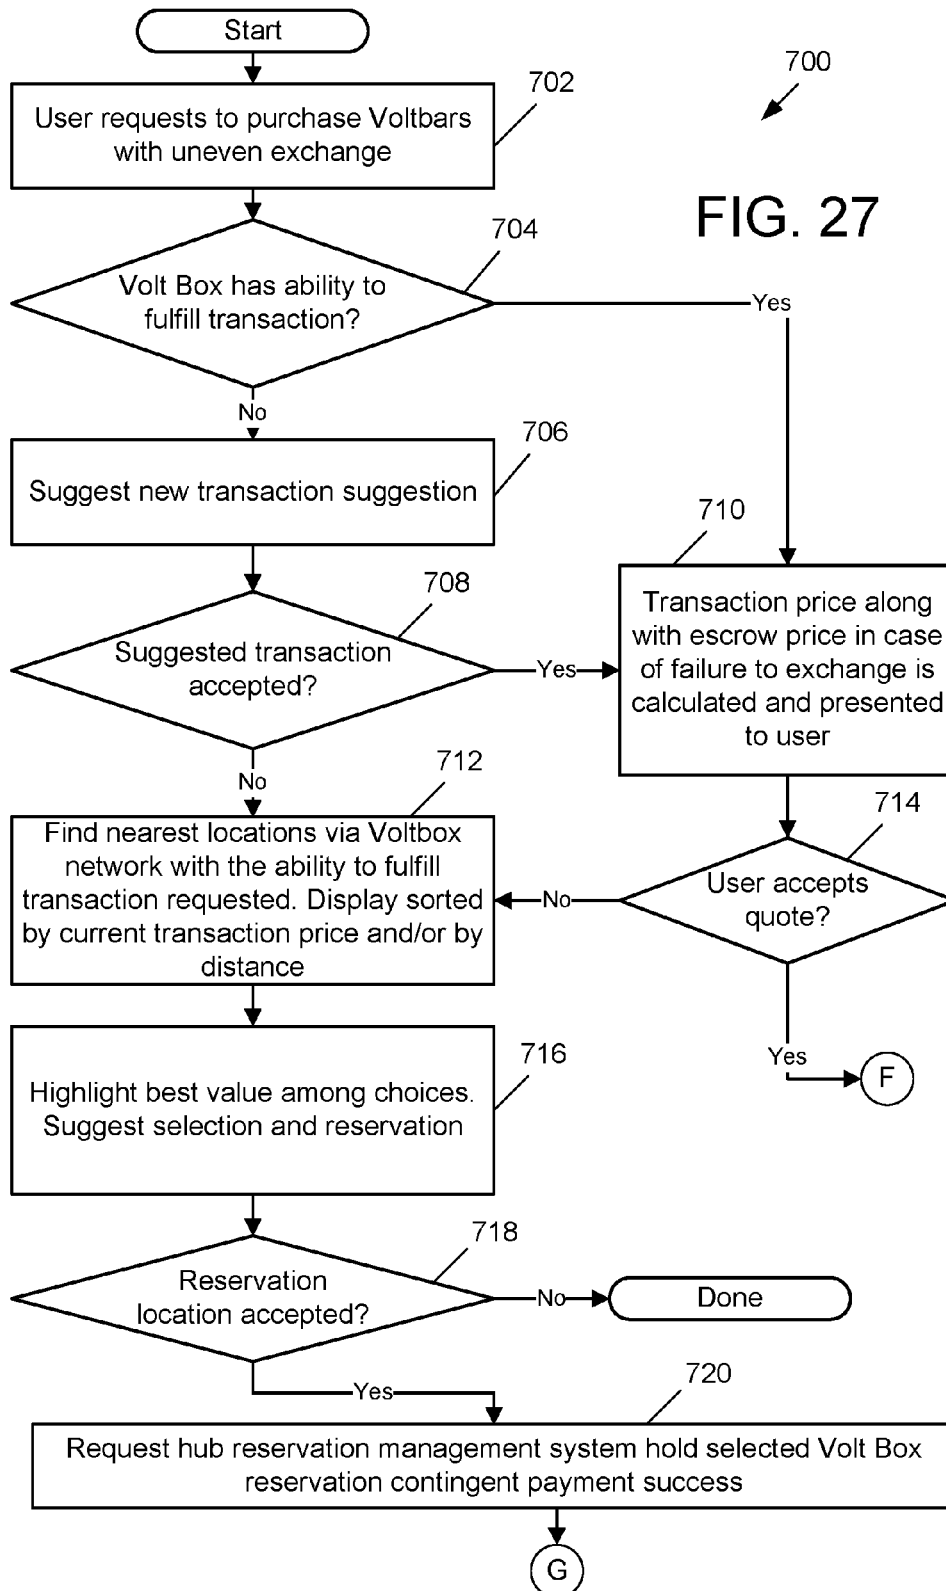 Start
700
702
User requests to purchase Voltbars
with uneven exchange
FIG. 27
704
Volt Box has ability to
fulfill transaction?
Yes
No
706
Suggest new transaction suggestion
710
708
Transaction price along
with escrow price in case
of failure to exchange is
calculated and presented
to user
Suggested transaction
accepted?
Yes
No
712
714
Find nearest locations via Voltbox
network with the ability to fulfill
transaction requested. Display sorted
by current transaction price and/or by
distance
User accepts
quote?
No
Yes
F
716
Highlight best value among choices.
Suggest selection and reservation
718
Reservation
location accepted?
No
Done
Yes
720
Request hub reservation management system hold selected Volt Box
reservation contingent payment success
G